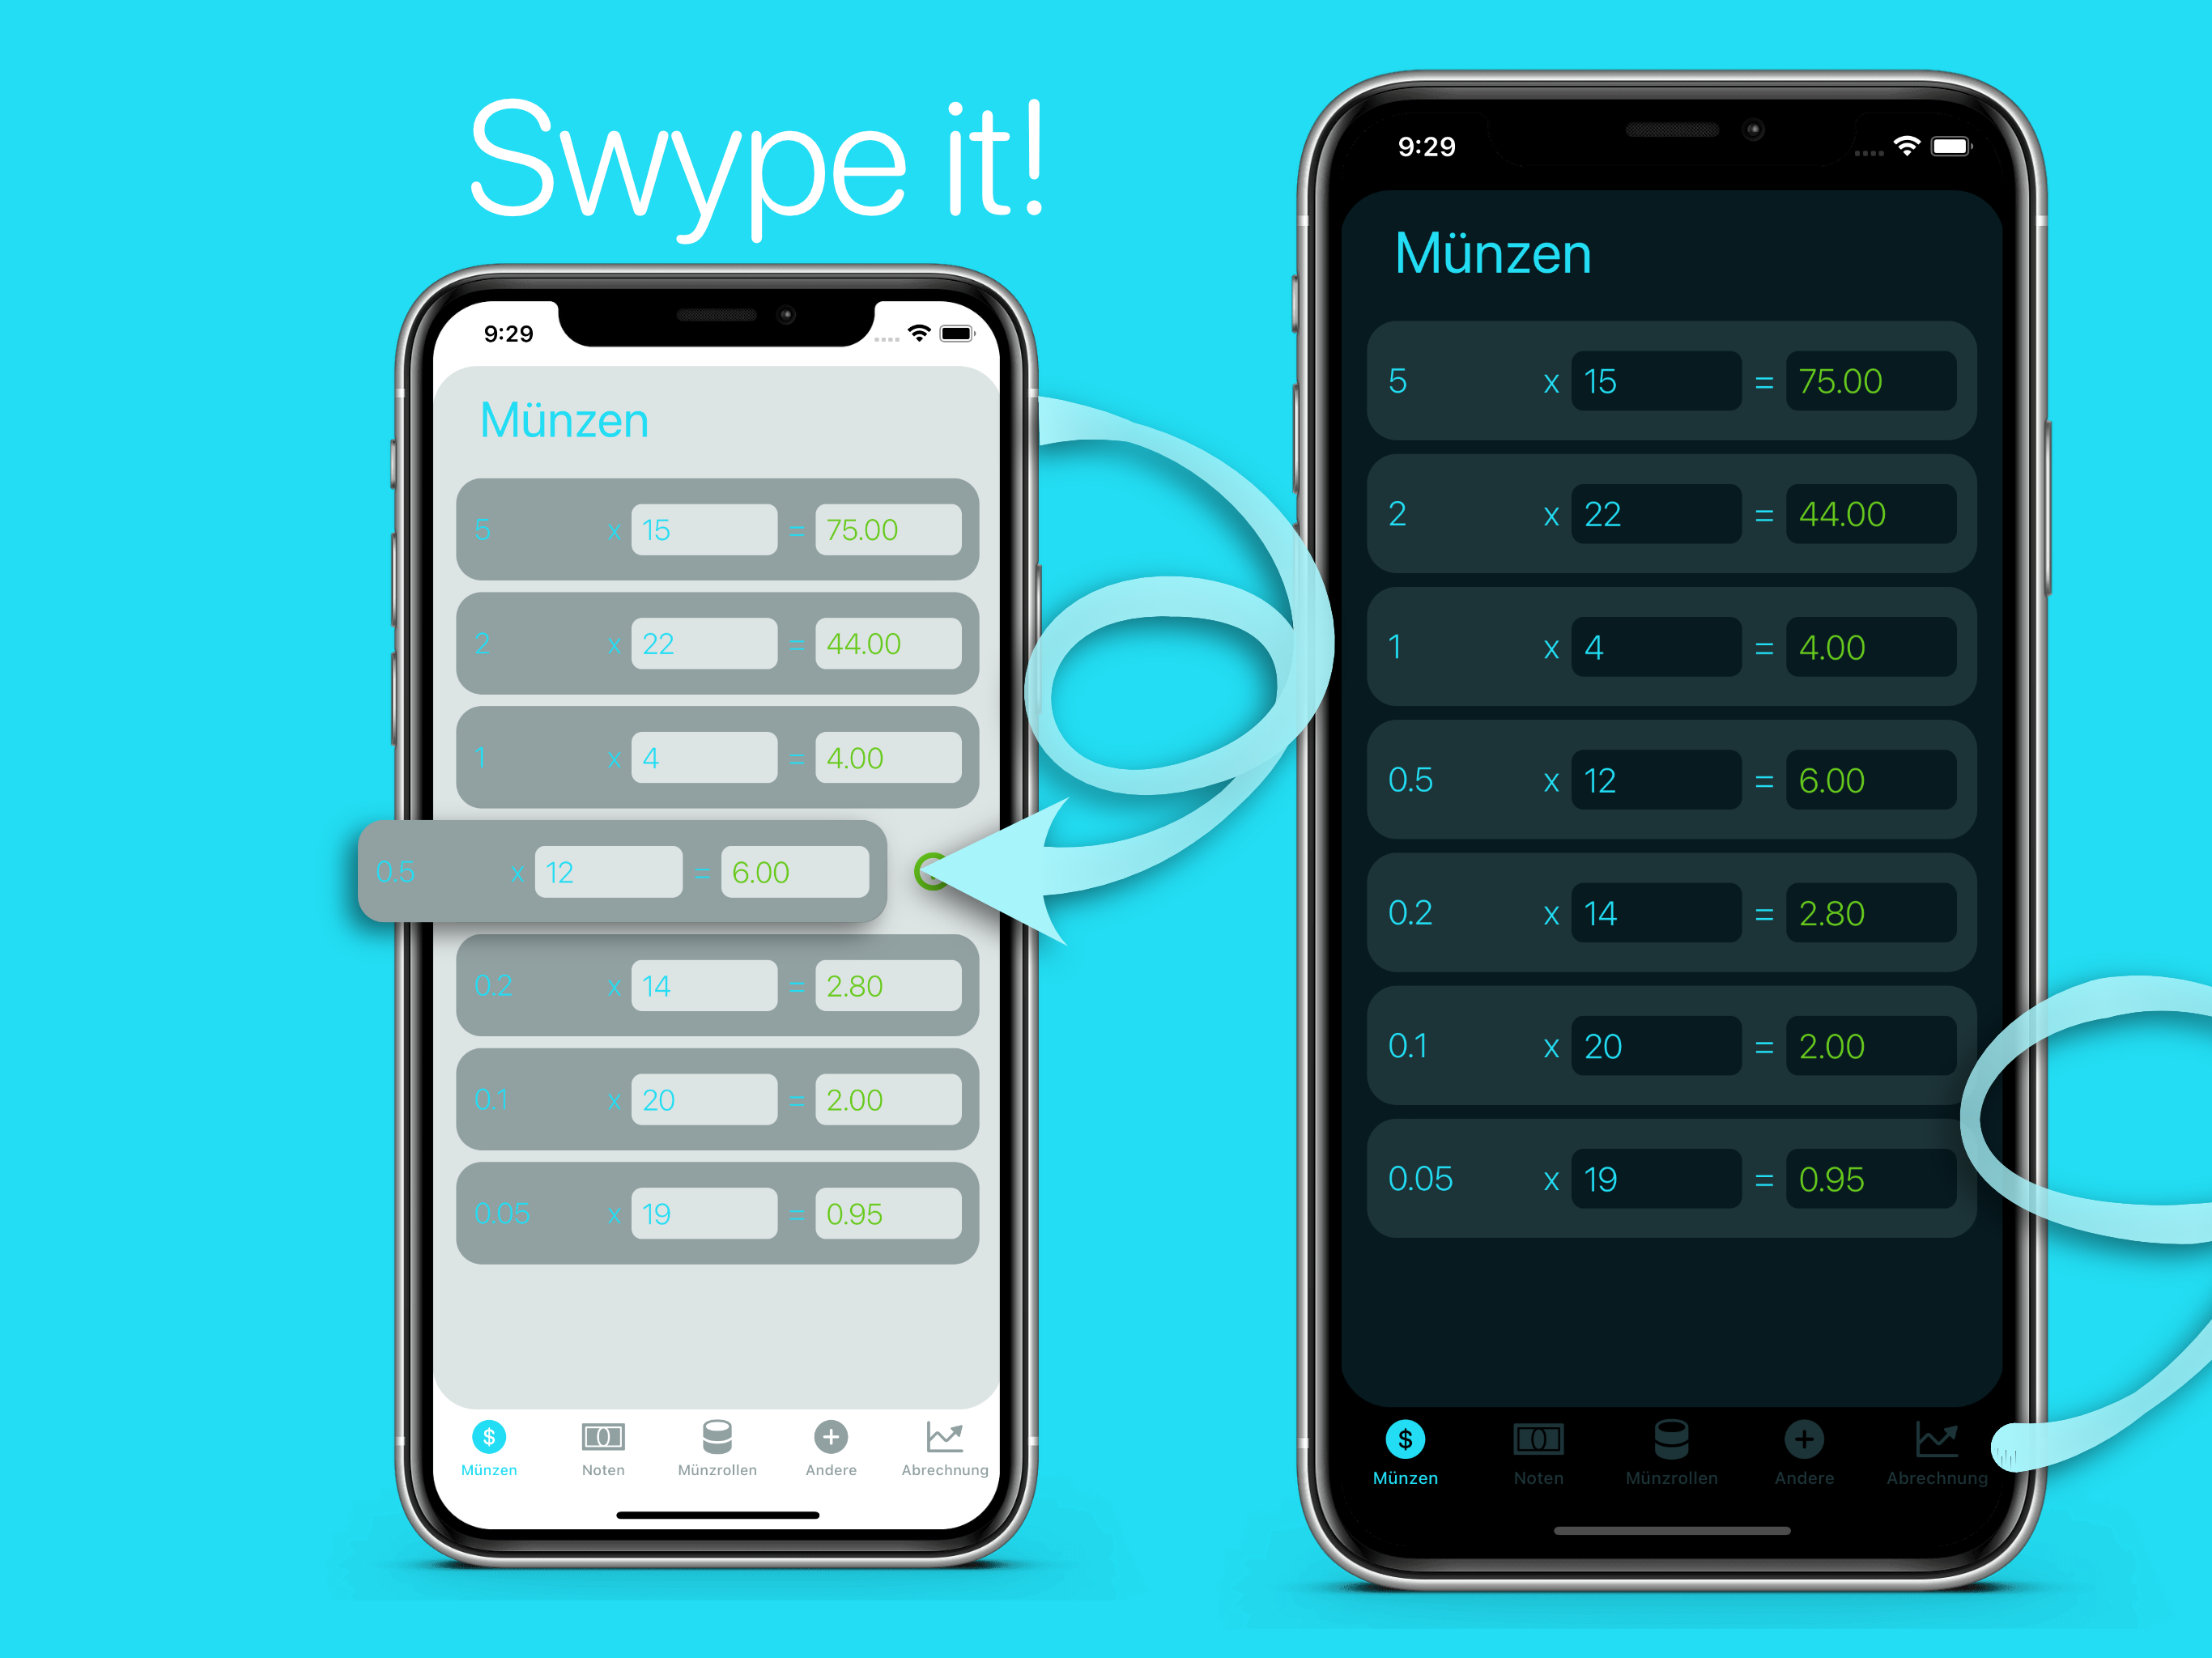 Swype it!
9:29
Münzen
5 x 15 = 75.00
2 x 22 = 44.00
1 x 4 = 4.00
0.5 x 12 = 6.00
0.2 x 14 = 2.80
0.1 x 20 = 2.00
0.05 x 19 = 0.95
$
Münzen Noten Münzrollen Andere Abrechnung
9:29
Münzen
5 x 15 = 75.00
2 x 22 = 44.00
1 x 4 = 4.00
0.5 x 12 = 6.00
0.2 x 14 = 2.80
0.1 x 20 = 2.00
0.05 x 19 = 0.95
$
Münzen Noten Münzrollen Andere Abrechnung